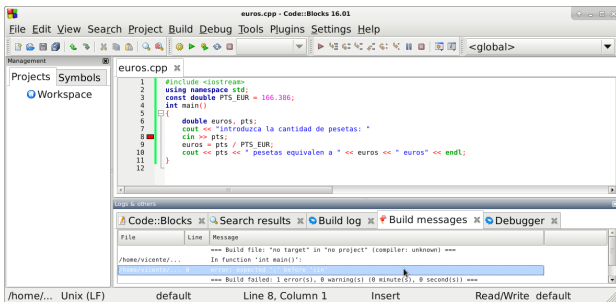 euros.cpp - Code::Blocks 16.01
File Edit View Search Project Build Debug Tools Plugins Settings Help
<global>
Management
Projects Symbols
Workspace
euros.cpp
1 #include <iostream>
2 using namespace std;
3 const double PTS_EUR = 166.386;
4 int main()
5 {
6 double euros, pts;
7 cout << "introduzca la cantidad de pesetas: "
8 cin >> pts;
9 euros = pts / PTS_EUR;
10 cout << pts << " pesetas equivalen a " << euros << " euros" << endl;
11 }
12
Logs & others
Code::Blocks Search results Build log Build messages Debugger
File Line Message
=== Build file: "no target" in "no project" (compiler: unknown) ===
/home/vicente/... In function 'int main()':
/home/vicente/... 8 error: expected ';' before 'cin'
=== Build failed: 1 error(s), 0 warning(s) (0 minute(s), 0 second(s)) ===
/home/... Unix (LF) default Line 8, Column 1 Insert Read/Write default